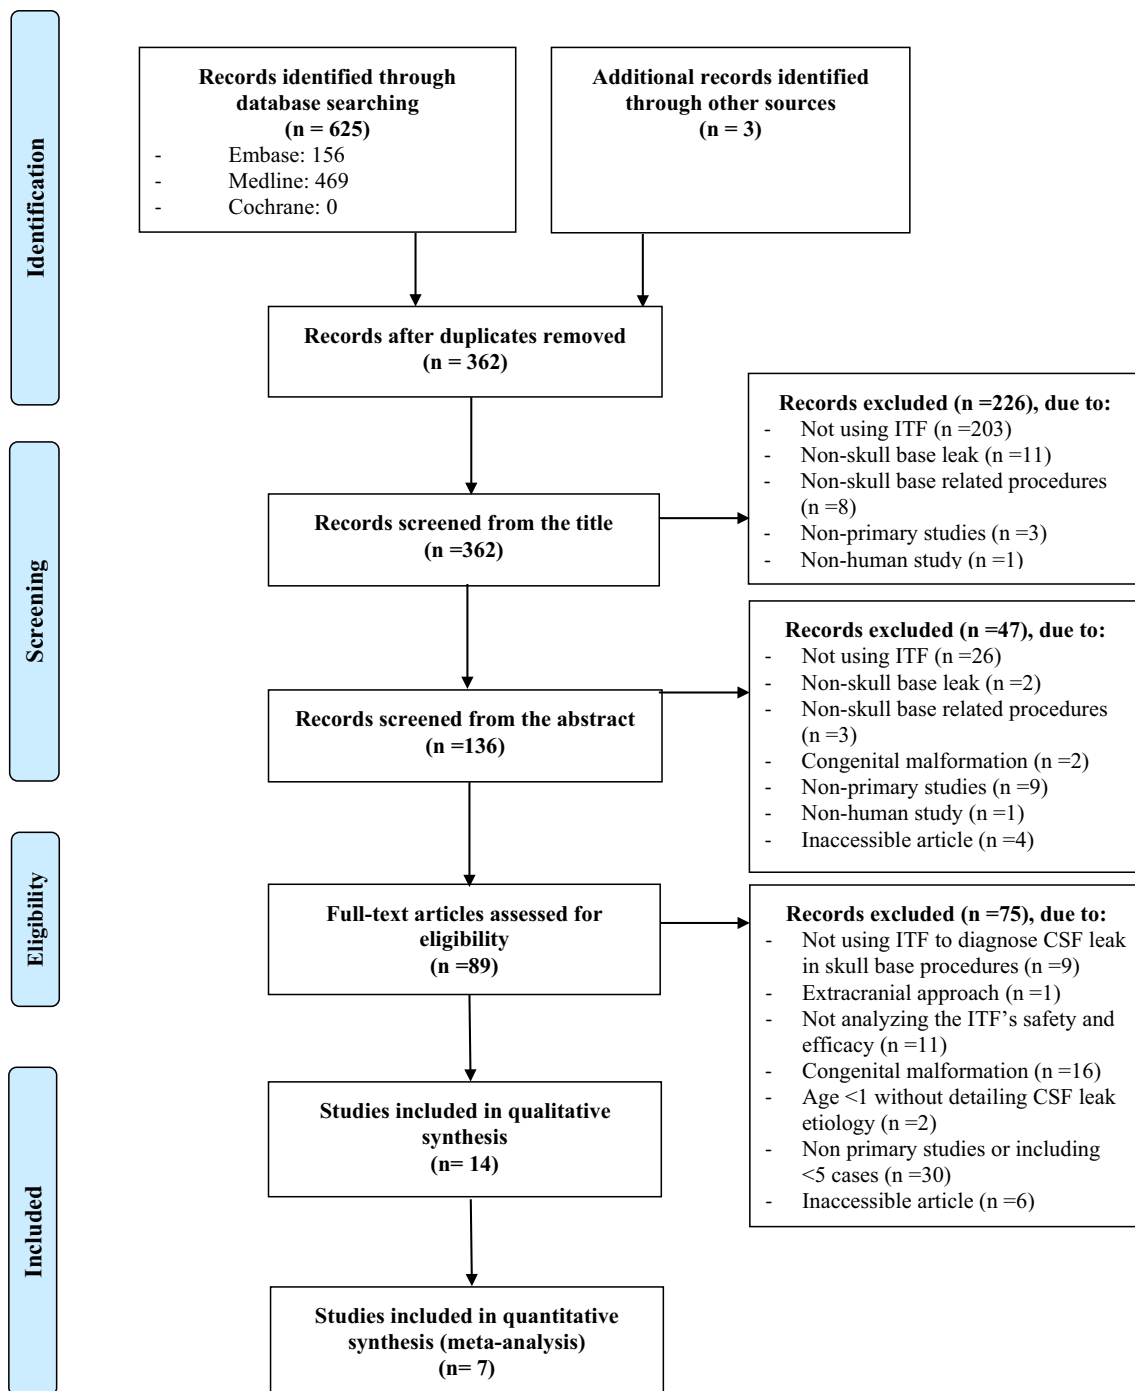 Identification
Records identified through
database searching
(n = 625)
- Embase: 156
- Medline: 469
- Cochrane: 0
Additional records identified
through other sources
(n = 3)
Records after duplicates removed
(n = 362)
Screening
Records screened from the title
(n =362)
Records excluded (n =226), due to:
- Not using ITF (n =203)
- Non-skull base leak (n =11)
- Non-skull base related procedures
(n =8)
- Non-primary studies (n =3)
- Non-human study (n =1)
Records screened from the abstract
(n =136)
Records excluded (n =47), due to:
- Not using ITF (n =26)
- Non-skull base leak (n =2)
- Non-skull base related procedures
(n =3)
- Congenital malformation (n =2)
- Non-primary studies (n =9)
- Non-human study (n =1)
- Inaccessible article (n =4)
Eligibility
Full-text articles assessed for
eligibility
(n =89)
Records excluded (n =75), due to:
- Not using ITF to diagnose CSF leak
in skull base procedures (n =9)
- Extracranial approach (n =1)
- Not analyzing the ITF’s safety and
efficacy (n =11)
- Congenital malformation (n =16)
- Age <1 without detailing CSF leak
etiology (n =2)
- Non primary studies or including
<5 cases (n =30)
- Inaccessible article (n =6)
Included
Studies included in qualitative
synthesis
(n= 14)
Studies included in quantitative
synthesis (meta-analysis)
(n= 7)